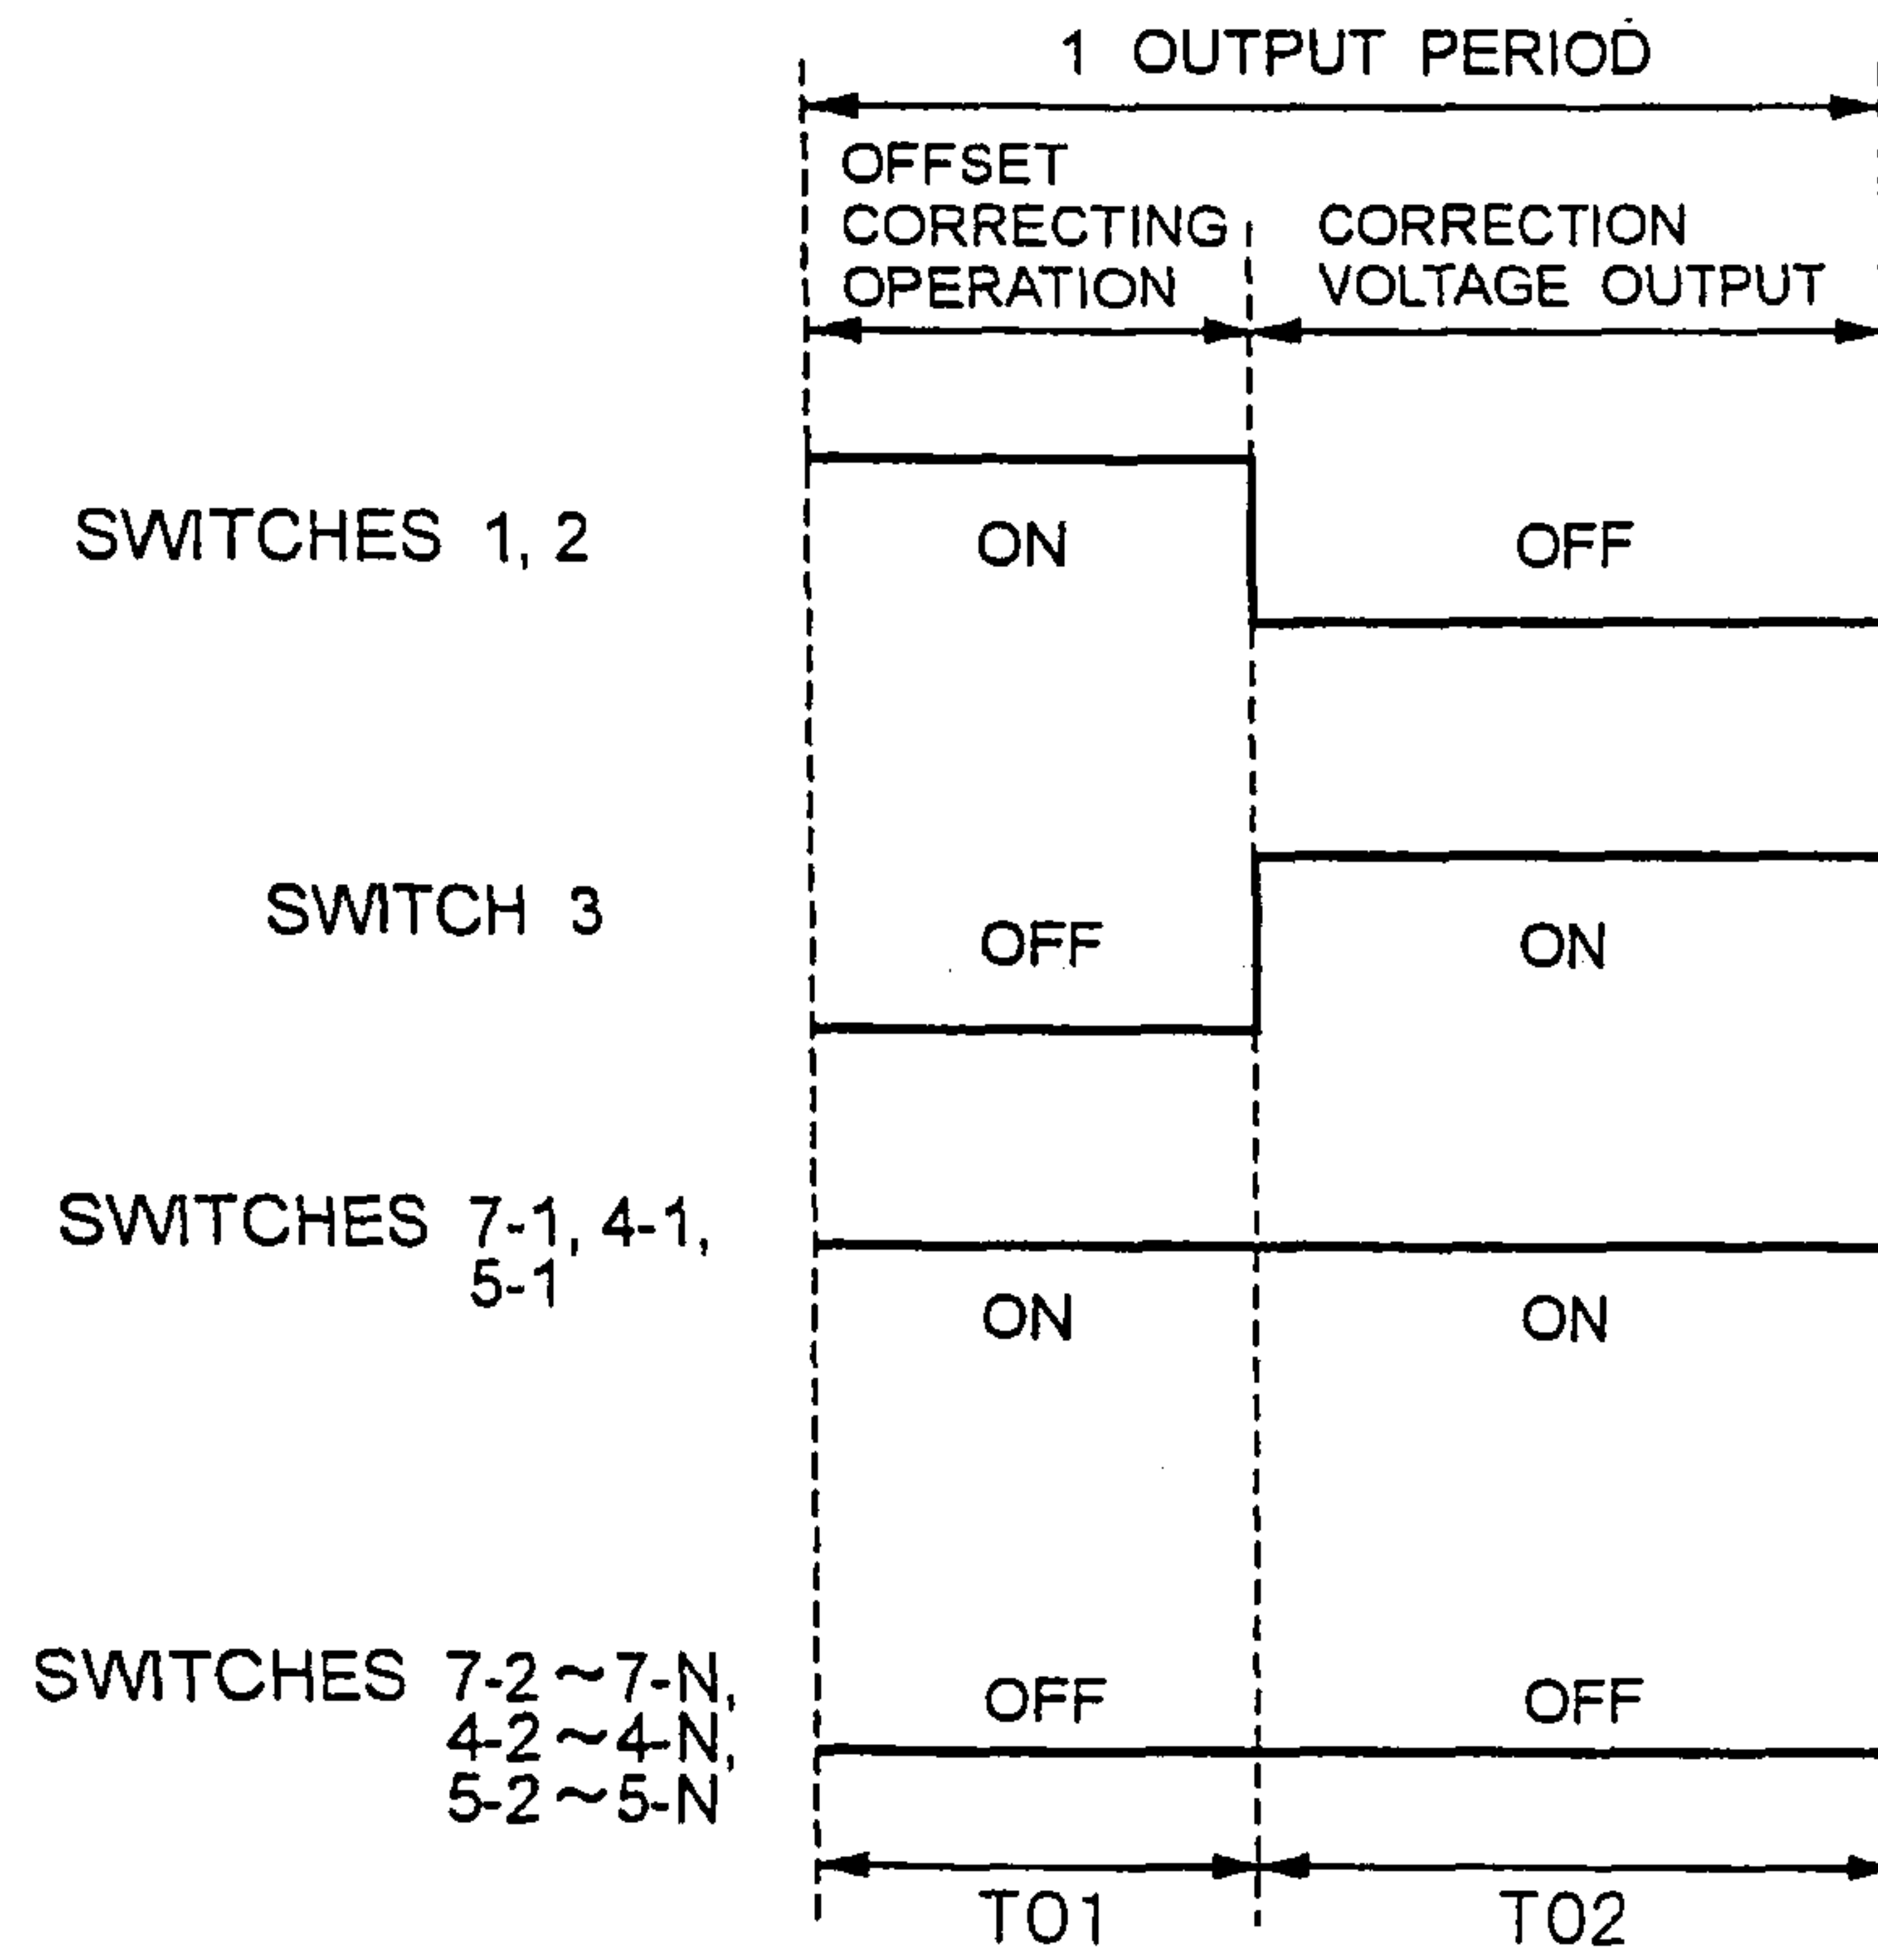 1 OUTPUT PERIOD
OFFSET
CORRECTING
OPERATION
CORRECTION
VOLTAGE OUTPUT
SWITCHES 1, 2
ON
OFF
SWITCH 3
OFF
ON
SWITCHES 7-1, 4-1,
5-1
ON
ON
SWITCHES 7-2~7-N,
4-2~4-N,
5-2~5-N
OFF
OFF
T01
T02